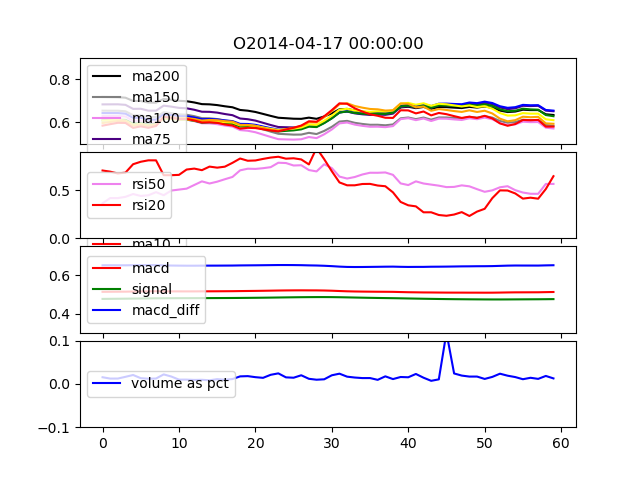 O2014-04-17 00:00:00
0.8
0.6
ma200
ma150
ma100
ma75
0.5
0.0
rsi50
rsi20
ma10
0.6
0.4
macd
signal
macd_diff
0.1
0.0
−0.1
volume as pct
0 10 20 30 40 50 60